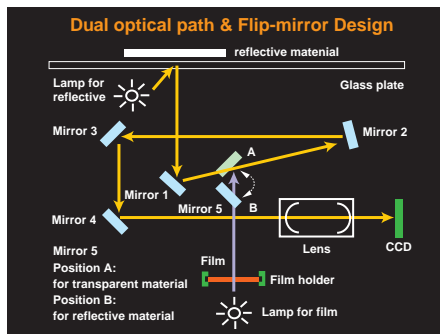 Dual optical path & Flip-mirror Design
reflective manizenial
Glass plate
Lamp for
reflective
Mirror 3
A
Mirror 2
Mirror 1
Mirror 5
B
Mirror 4
Lens
CCD
Mirror 5
Position A:
for transparent material
Position B:
for reflective material
Film
Film holder
Lamp for film